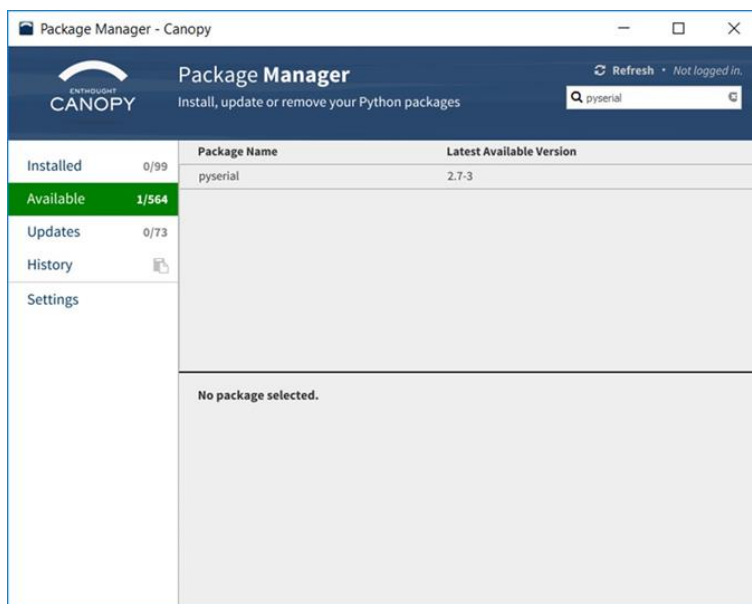 Package Manager - Canopy
ENTHOUGHT
CANOPY
Package Manager
Install, update or remove your Python packages
Refresh · Not logged in.
pyserial
Installed 0/99
Available 1/564
Updates 0/73
History
Settings
Package Name Latest Available Version
pyserial 2.7-3
No package selected.